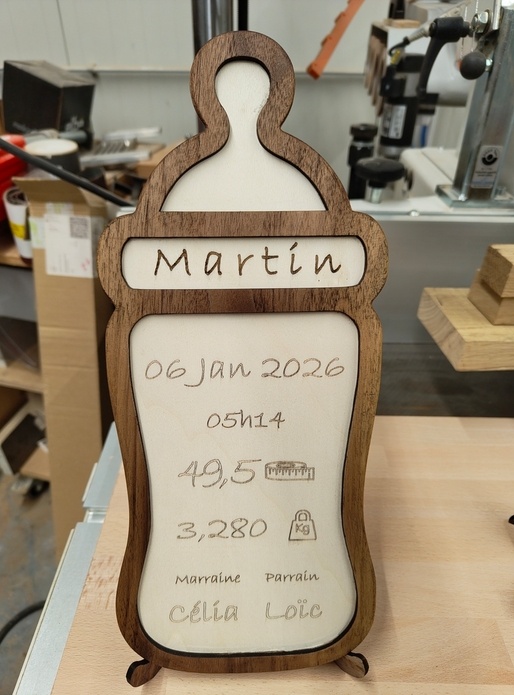 Martin
06 Jan 2026
05h14
49,5
3,280 Kg
Marraine Parrain
Célia Loïc